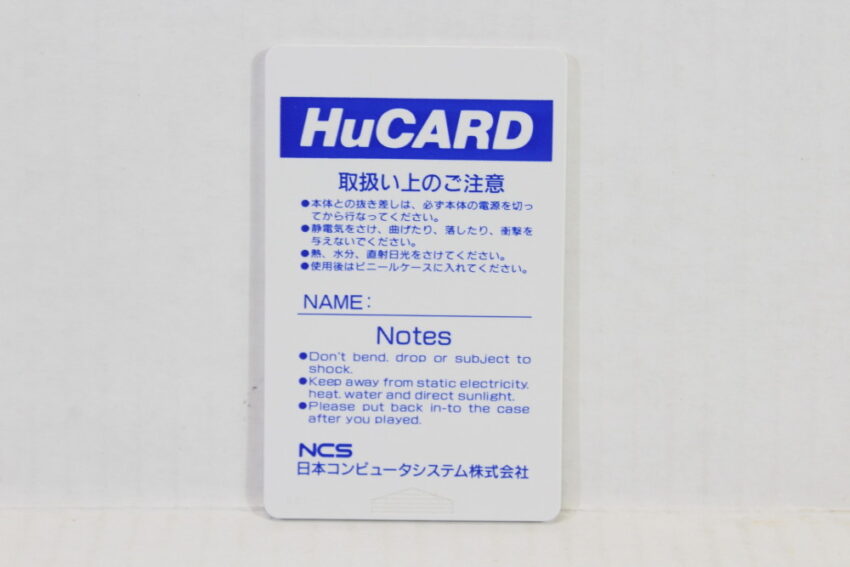 HuCARD
取扱い上のご注意
●本体との抜き差しは、必ず本体の電源を切っ
てから行なってください。
●静電気をさけ、曲げたり、落したり、衝撃を
与えないでください。
●熱、水分、直射日光をさけてください。
●使用後はビニールケースに入れてください。
NAME:
Notes
●Don't bend, drop or subject to
shock.
●Keep away from static electricity,
heat, water and direct sunlight.
●Please put back in-to the case
after you played.
NCS
日本コンピュータシステム株式会社